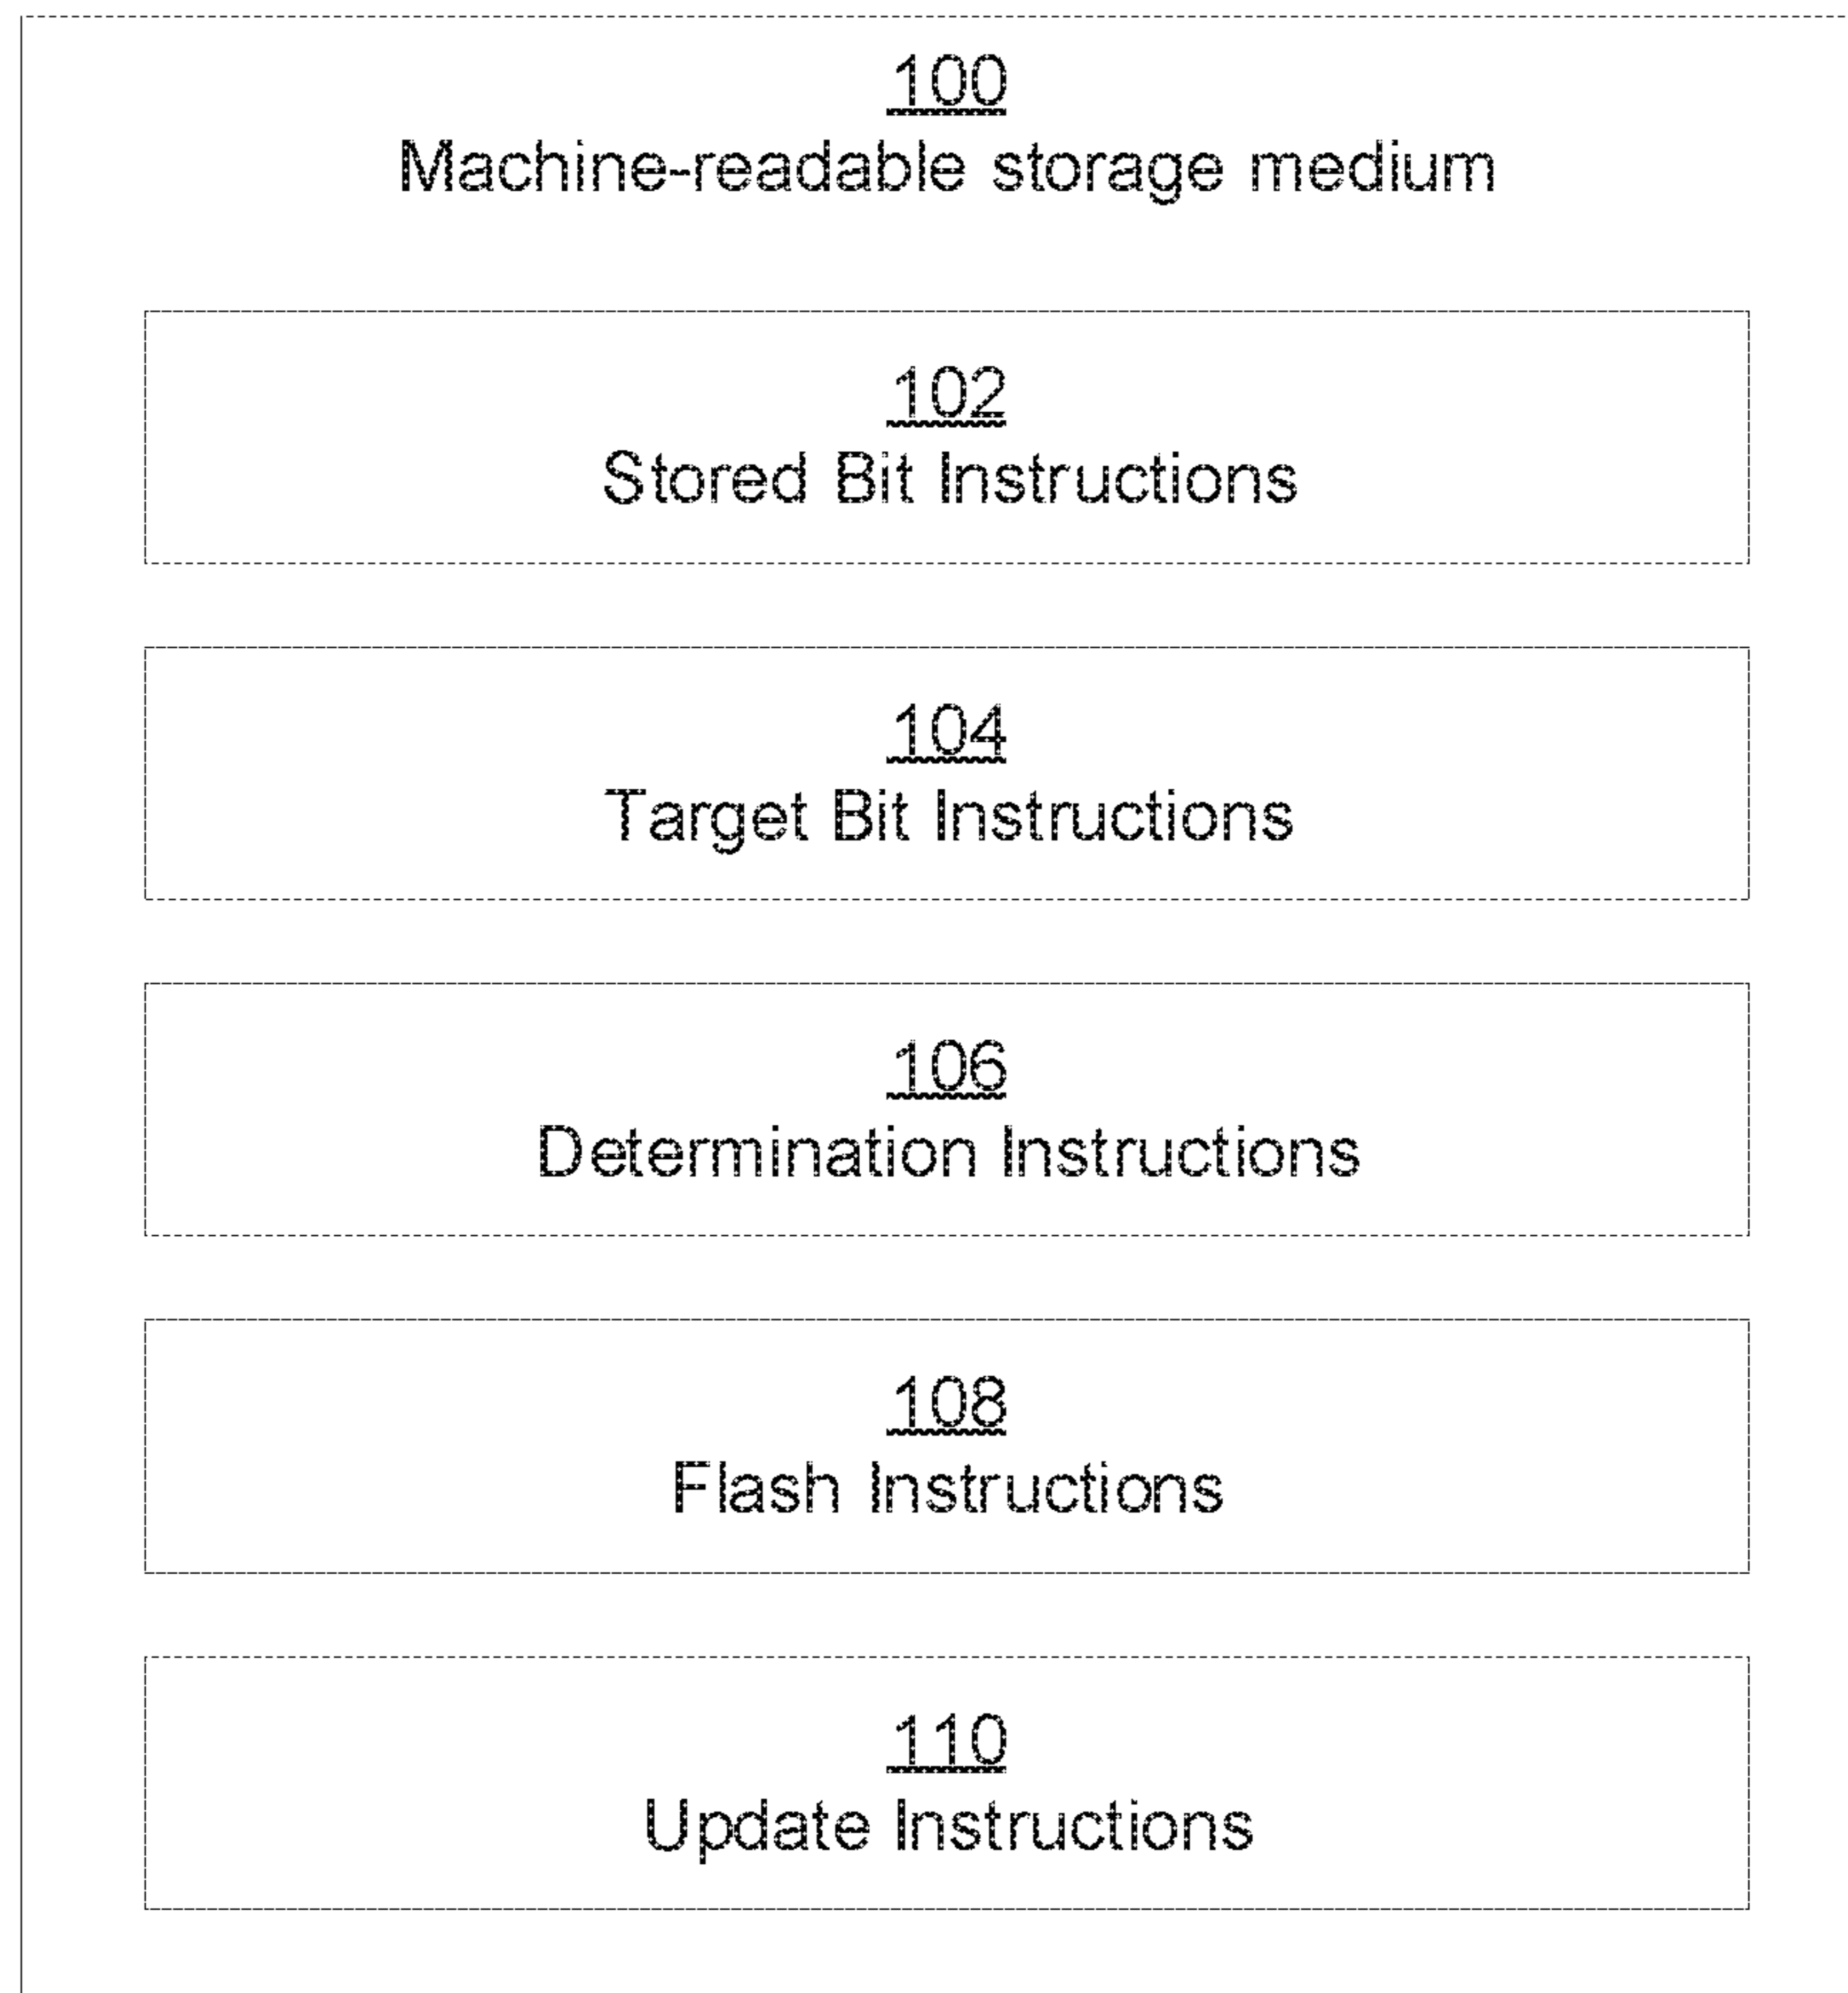 100
Machine-readable storage medium
102
Stored Bit Instructions
104
Target Bit Instructions
106
Determination Instructions
108
Flash Instructions
110
Update Instructions